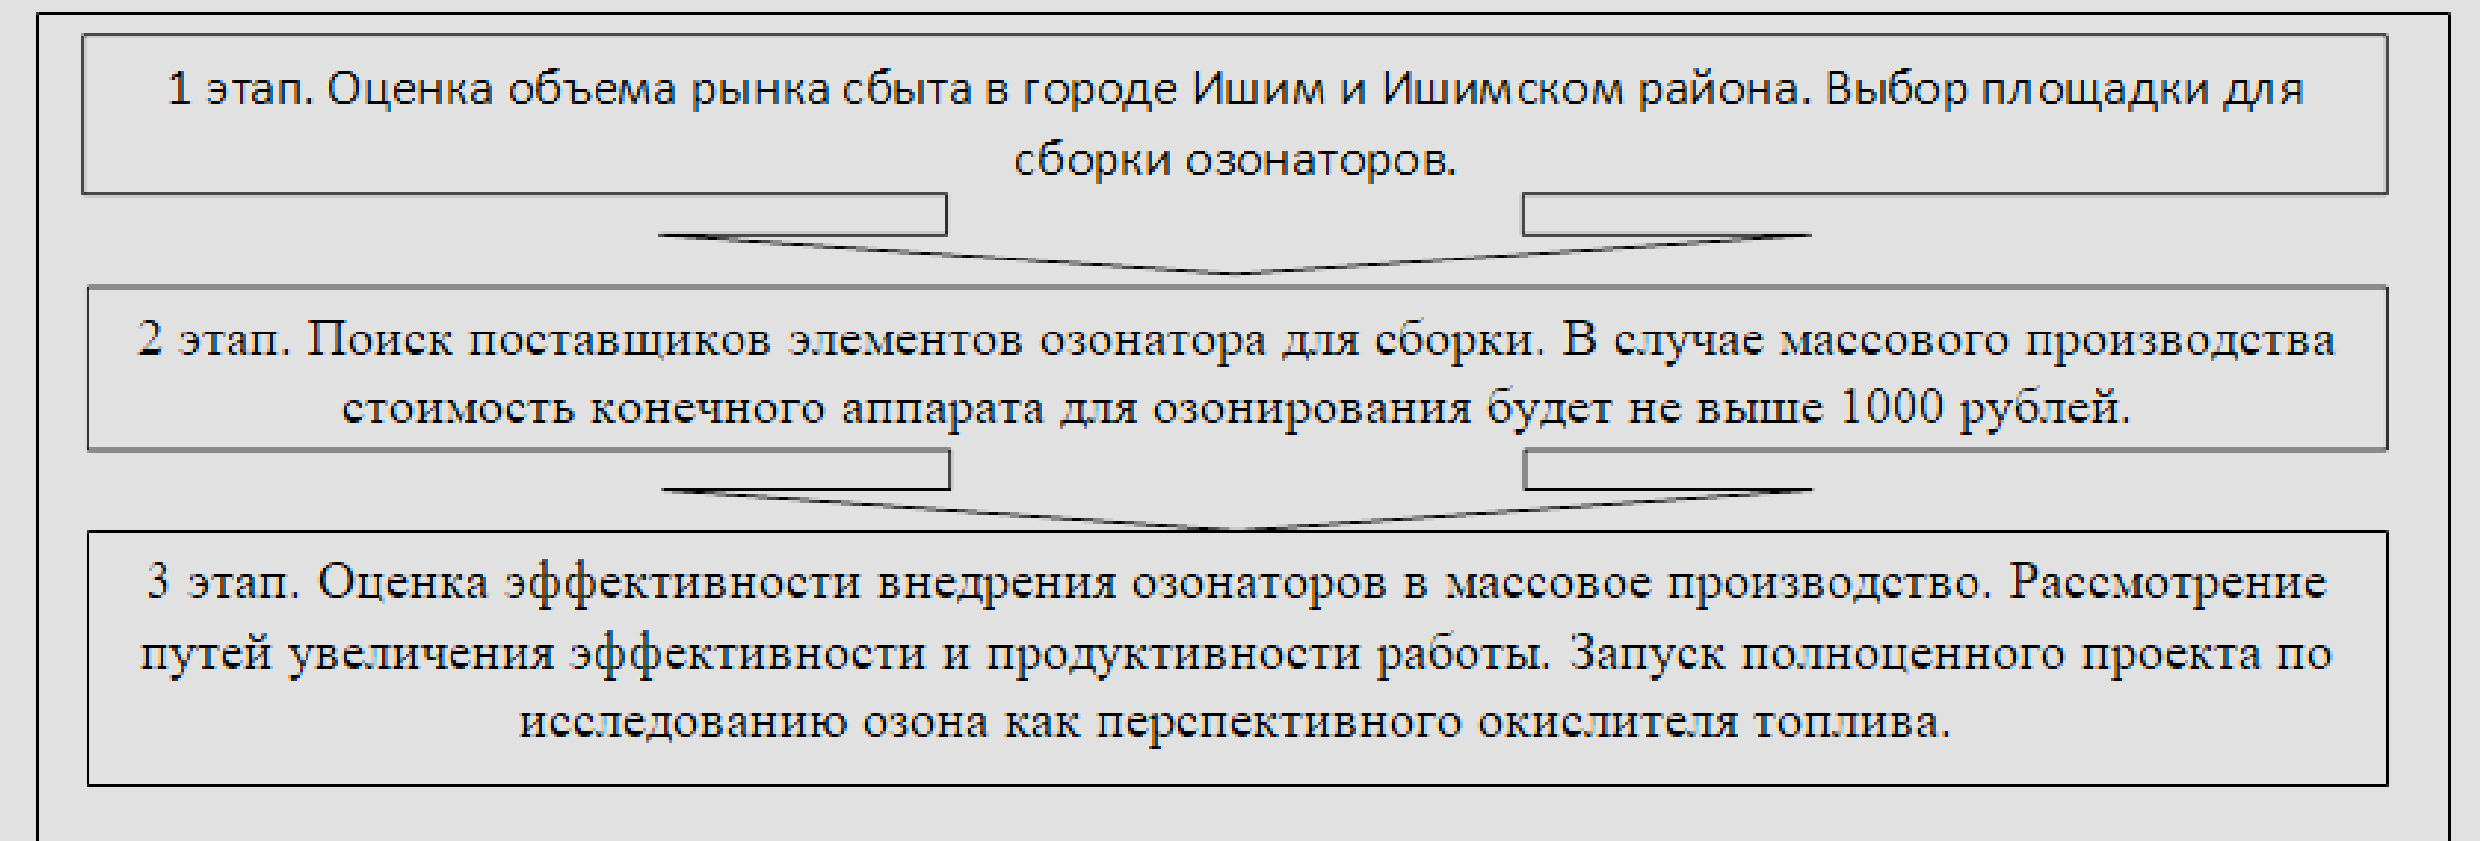 1 этап. Оценка объема рынка сбыта в городе Ишим и Ишимском района. Выбор площадки для
сборки озонаторов.
2 этап. Поиск поставщиков элементов озонатора для сборки. В случае массового производства
стоимость конечного аппарата для озонирования будет не выше 1000 рублей.
3 этап. Оценка эффективности внедрения озонаторов в массовое производство. Рассмотрение
путей увеличения эффективности и продуктивности работы. Запуск полноценного проекта по
исследованию озона как перспективного окислителя топлива.